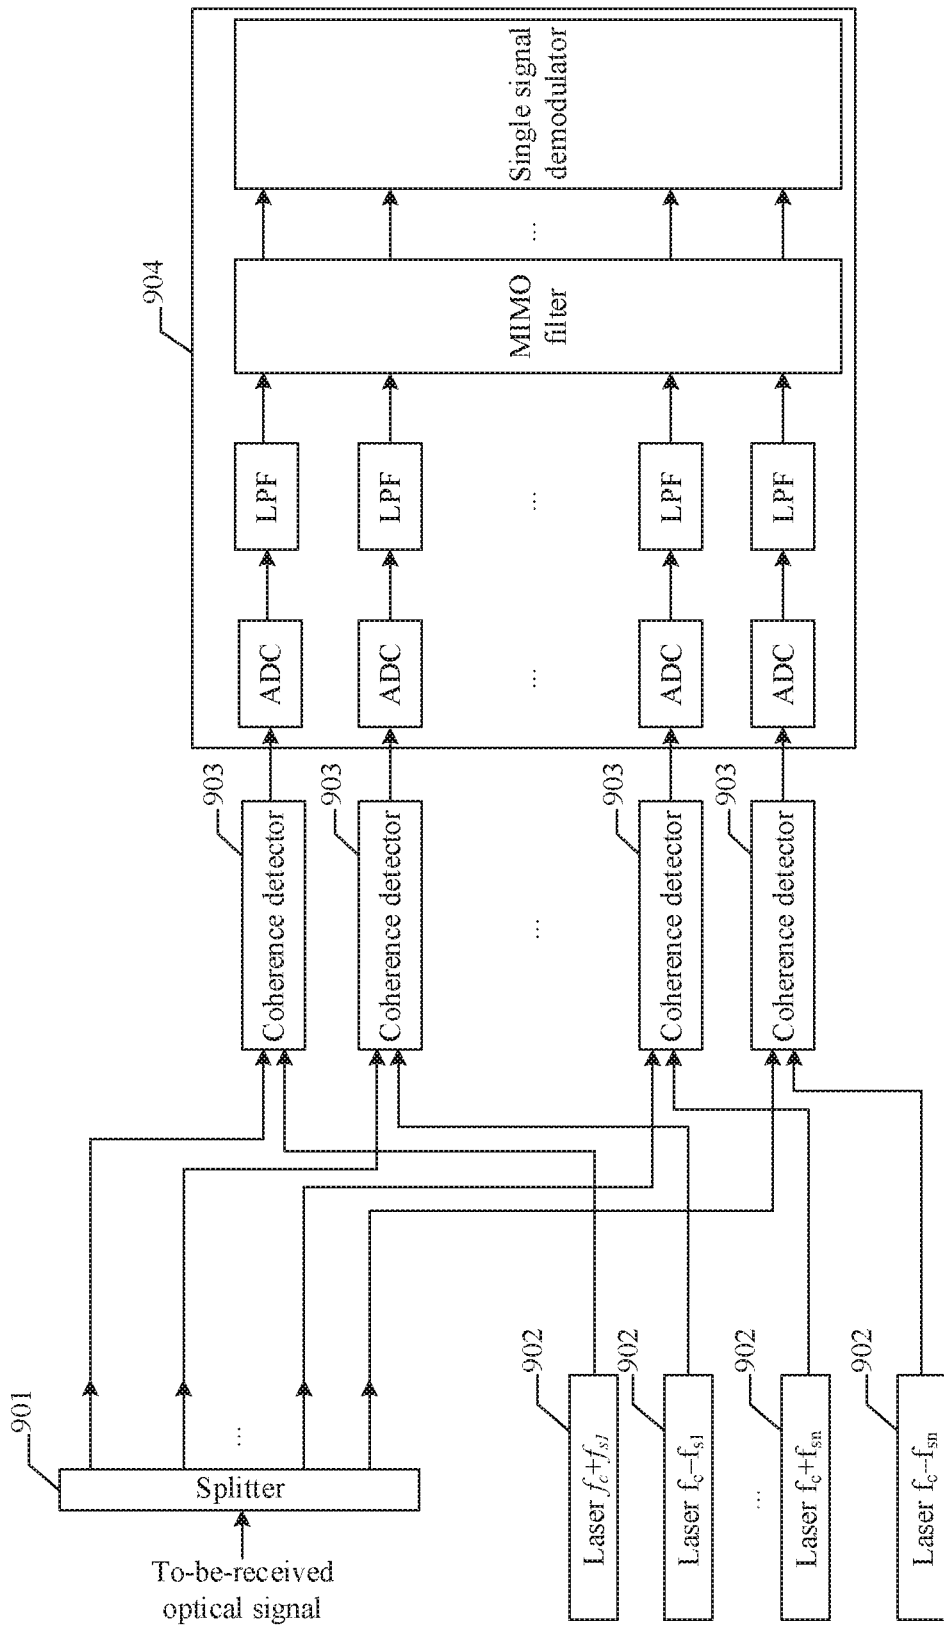 To-be-received
optical signal
Splitter
901
...
Laser f_c+f_s1
902
Laser f_c–f_s1
902
...
Laser f_c+f_sn
902
Laser f_c–f_sn
902
Coherence detector
903
Coherence detector
903
...
Coherence detector
903
Coherence detector
903
904
ADC
ADC
...
ADC
ADC
LPF
LPF
...
LPF
LPF
MIMO
filter
...
Single signal
demodulator